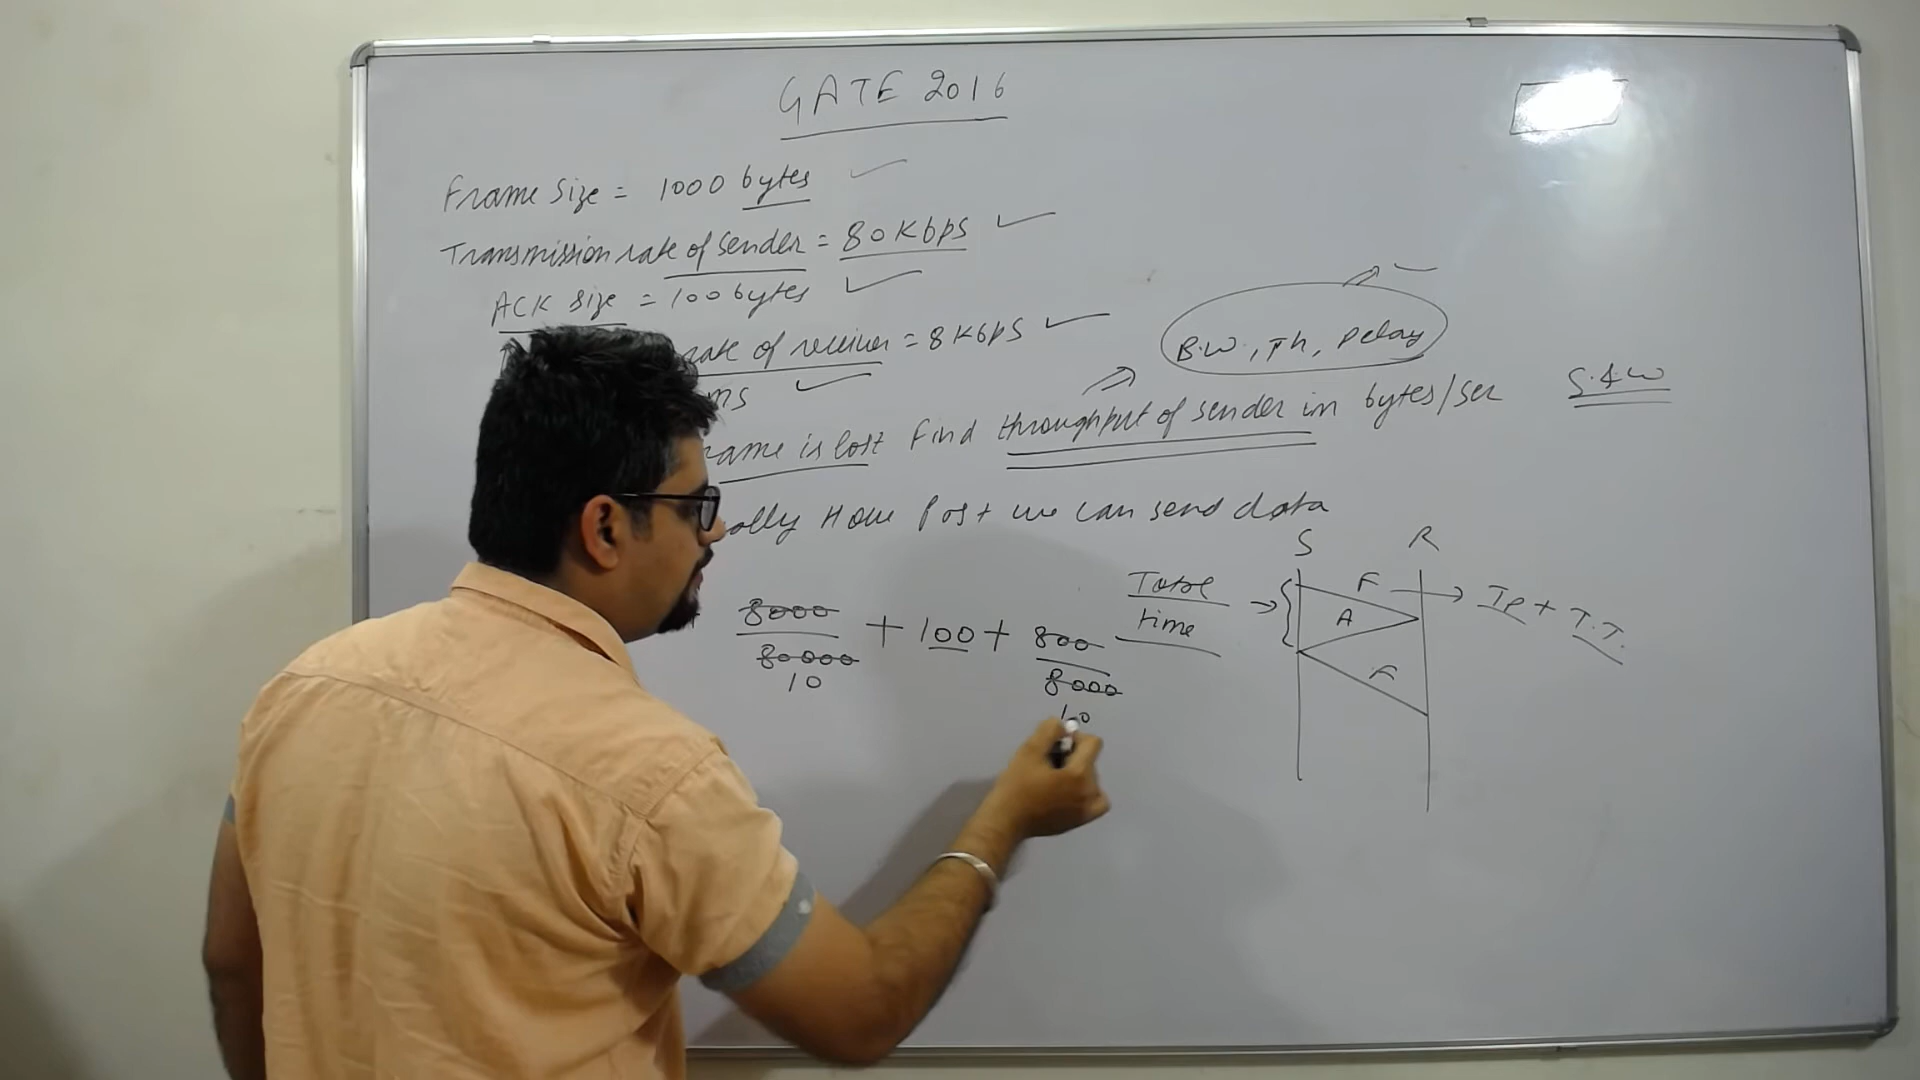 GATE 2016
Frame Size = 1000 bytes
Transmission rate of Sender = 80 Kbps
ACK Size = 100 bytes
rate of receiver = 8 Kbps
ms
B.W, Th, Delay
ame is lost Find throughput of sender in bytes/sec
S.&W
ally How fast we can send data
S R
8000
80000
10
+ 100 +
800
8000
10
Total
time
F
A
F
Tp + T.T.